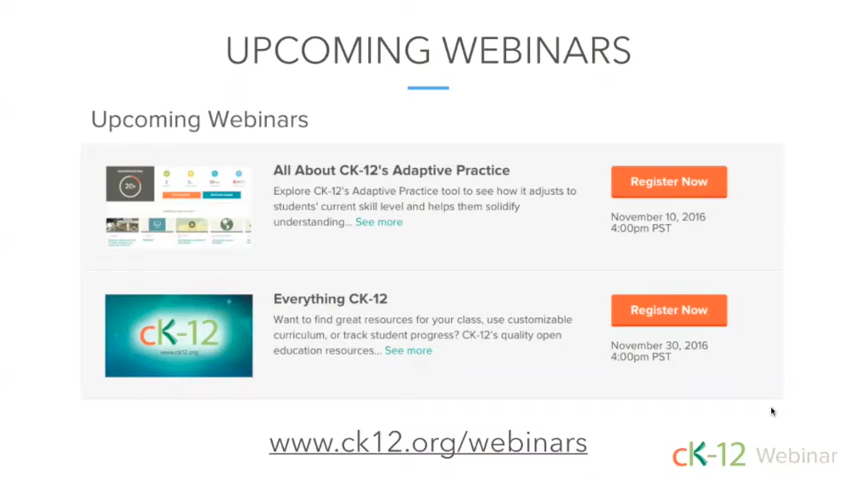 UPCOMING WEBINARS
Upcoming Webinars
All About CK-12's Adaptive Practice
Explore CK-12's Adaptive Practice tool to see how it adjusts to
students' current skill level and helps them solidify
understanding... See more
Register Now
November 10, 2016
4:00pm PST
20+
cK-12
www.ck12.org
Everything CK-12
Want to find great resources for your class, use customizable
curriculum, or track student progress? CK-12's quality open
education resources... See more
Register Now
November 30, 2016
4:00pm PST
www.ck12.org/webinars
cK-12 Webinar